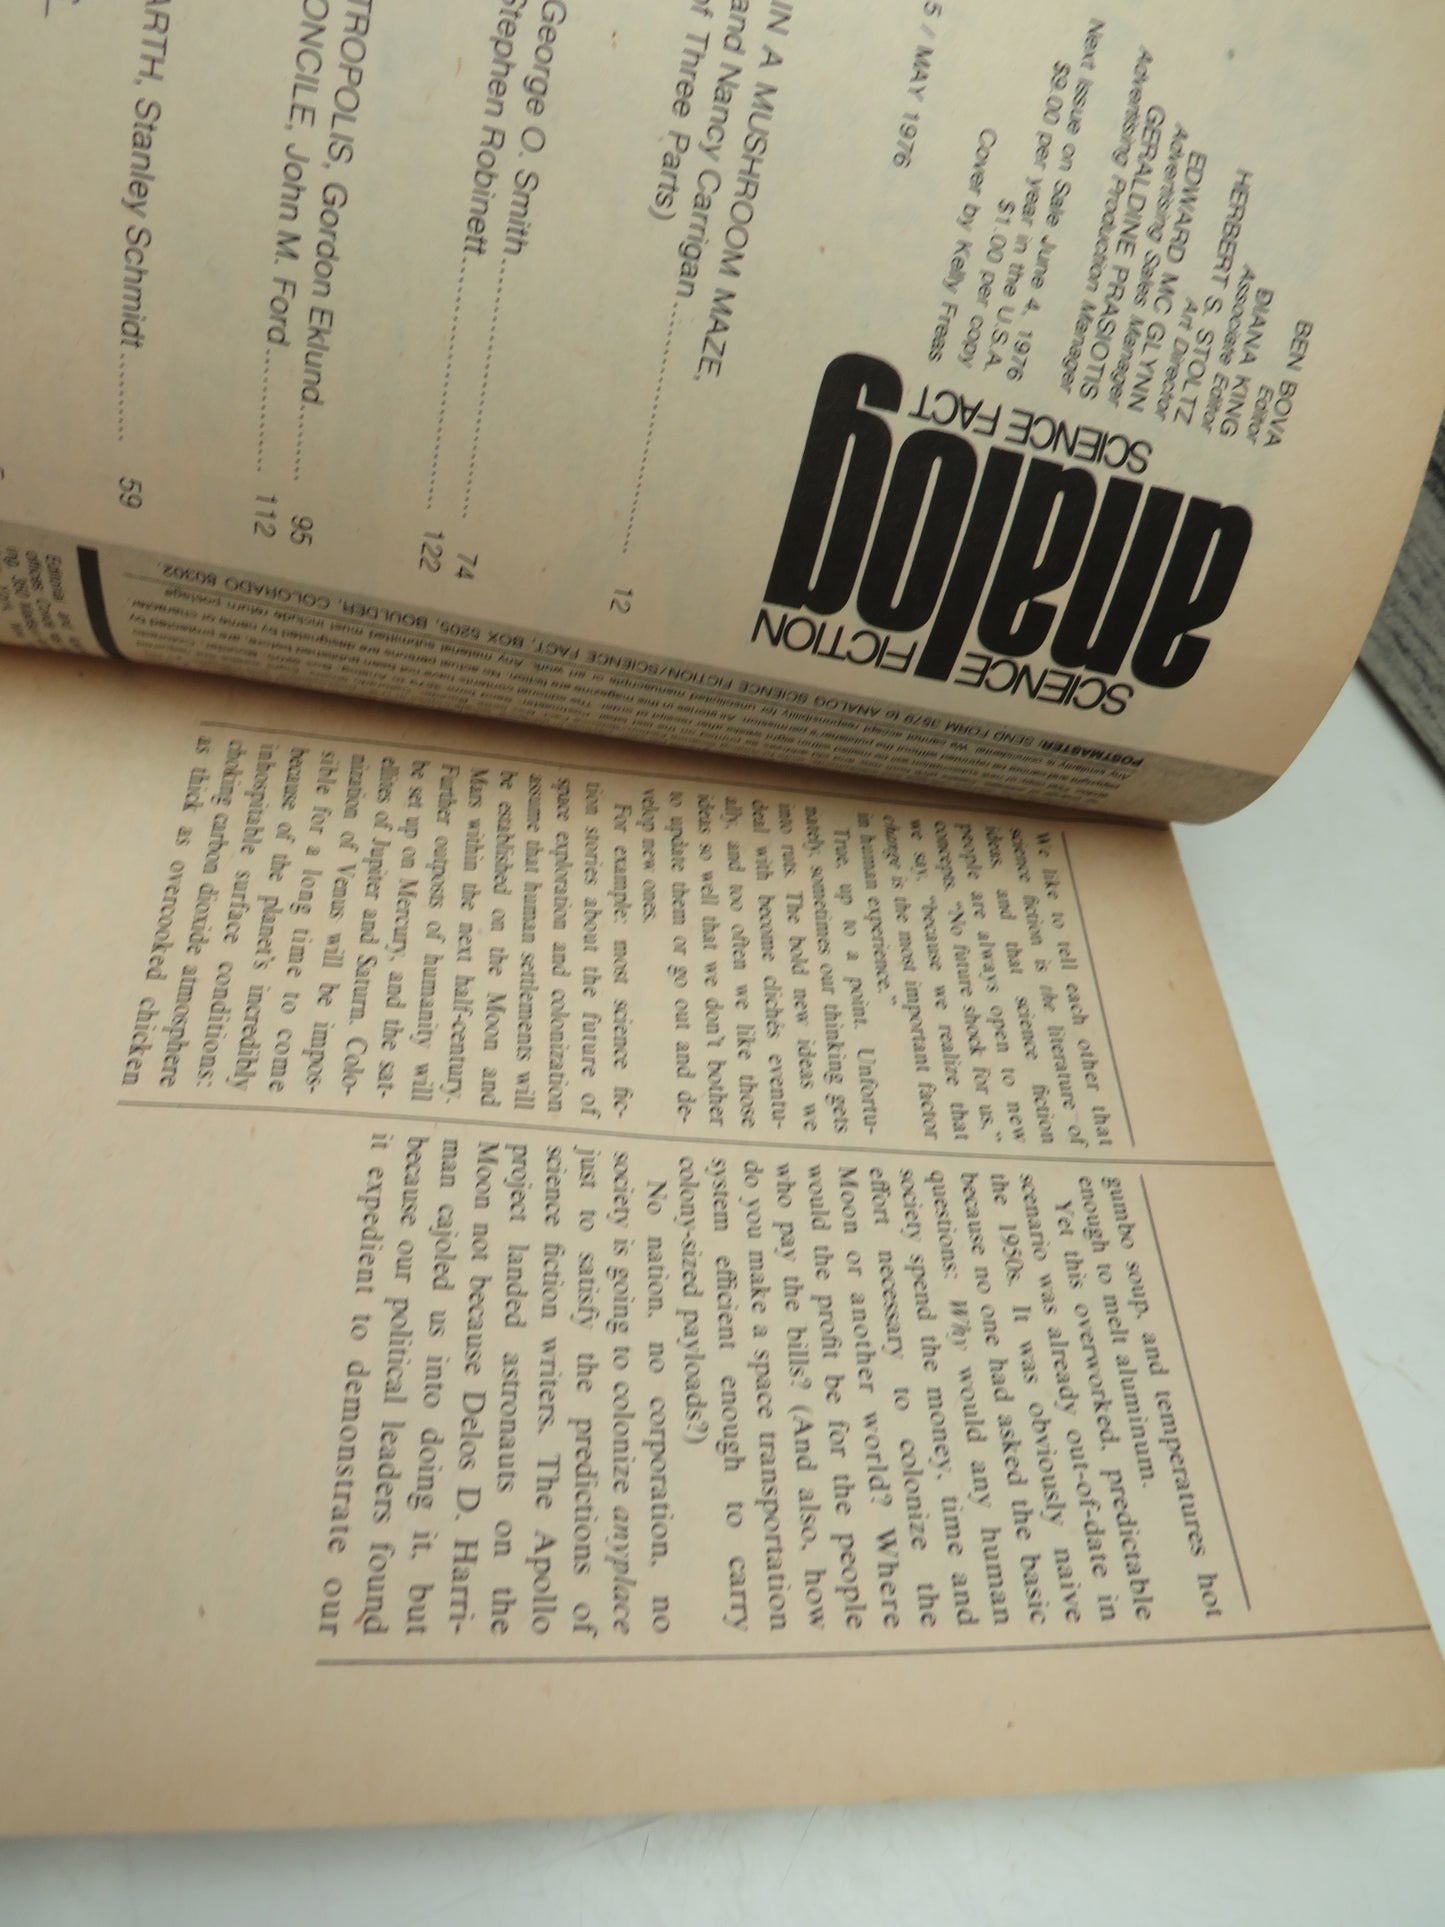 analog
SCIENCE FICTION
SCIENCE FACT
BEN BOVA
Editor
DIANA KING
Associate Editor
HERBERT S. STOLTZ
Art Director
EDWARD MC GLYNN
Advertising Sales Manager
GERALDINE PRASIOTIS
Advertising Production Manager
Next Issue on Sale June 4, 1976
$9.00 per year in the U.S.A.
$1.00 per copy
Cover by Kelly Freas
5 / MAY 1976
IN A MUSHROOM MAZE,
and Nancy Carrigan 12
of Three Parts)
George O. Smith 74
Stephen Robinett 122
TROPOLIS, Gordon Eklund 95
ONCILE, John M. Ford 112
ARTH, Stanley Schmidt 59
POSTMASTER: SEND FORM 3579 to ANALOG SCIENCE FICTION/SCIENCE FACT, BOX 5205, BOULDER, COLORADO 80302.
We like to tell each other that
science fiction is the literature of
ideas, and that science fiction
people are always open to new
concepts. “No future shock for us,”
we say, “because we realize that
change is the most important factor
in human experience.”
True, up to a point. Unfortu-
nately, sometimes our thinking gets
into ruts. The bold new ideas we
deal with become clichés eventu-
ally, and too often we like those
ideas so well that we don’t bother
to update them or go out and de-
velop new ones.
For example: most science fic-
tion stories about the future of
space exploration and colonization
assume that human settlements will
be established on the Moon and
Mars within the next half-century.
Further outposts of humanity will
be set up on Mercury, and the sat-
ellites of Jupiter and Saturn. Colo-
nization of Venus will be impos-
sible for a long time to come
because of the planet’s incredibly
inhospitable surface conditions:
choking carbon dioxide atmosphere
as thick as overcooked chicken
gumbo soup, and temperatures hot
enough to melt aluminum.
Yet this overworked, predictable
scenario was already out-of-date in
the 1950s. It was obviously naive
because no one had asked the basic
questions: Why would any human
society spend the money, time and
effort necessary to colonize the
Moon or another world? Where
would the profit be for the people
who pay the bills? (And also, how
do you make a space transportation
system efficient enough to carry
colony-sized payloads?)
No nation, no corporation, no
society is going to colonize anyplace
just to satisfy the predictions of
science fiction writers. The Apollo
project landed astronauts on the
Moon not because Delos D. Harri-
man cajoled us into doing it, but
because our political leaders found
it expedient to demonstrate our